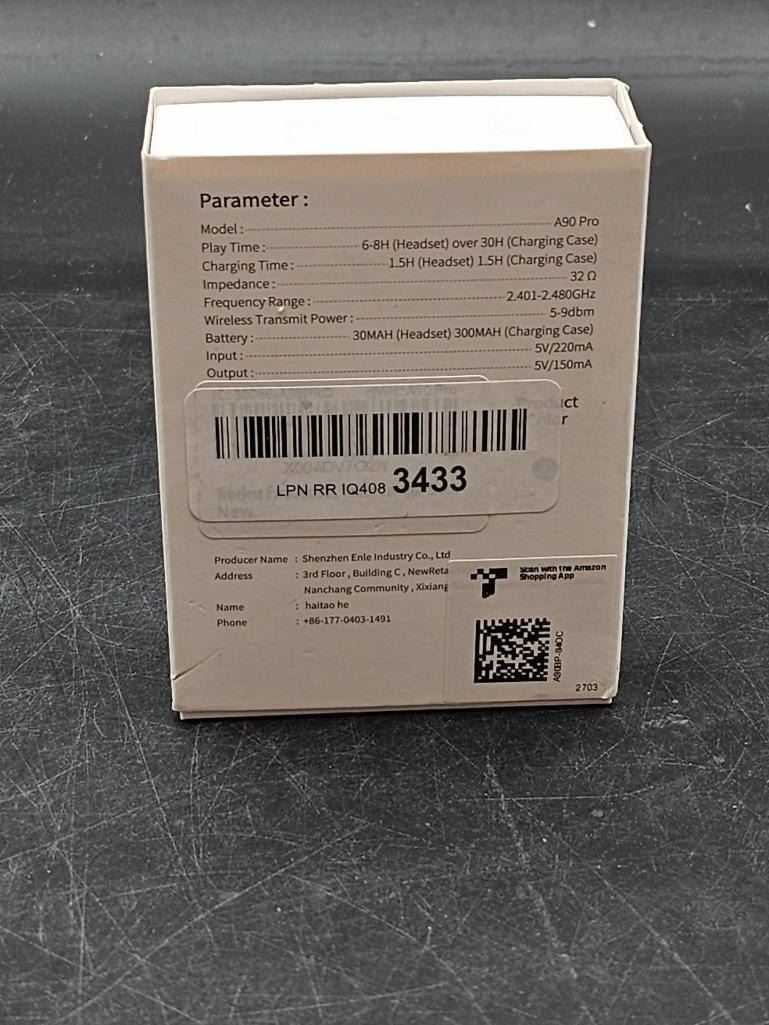 Parameter :
Model : A90 Pro
Play Time : 6-8H (Headset) over 30H (Charging Case)
Charging Time : 1.5H (Headset) 1.5H (Charging Case)
Impedance : 32 Ω
Frequency Range : 2.401-2.480GHz
Wireless Transmit Power : 5-9dbm
Battery : 30MAH (Headset) 300MAH (Charging Case)
Input : 5V/220mA
Output : 5V/150mA
Product
Color
LPN RR IQ408 3433
Wireless
New
Producer Name : Shenzhen Enle Industry Co., Ltd
Address : 3rd Floor , Building C , NewReta
Nanchang Community , Xixiang
Name : haitao he
Phone : +86-177-0403-1491
Scan with the Amazon
Shopping App
A90BP-94OC
2703